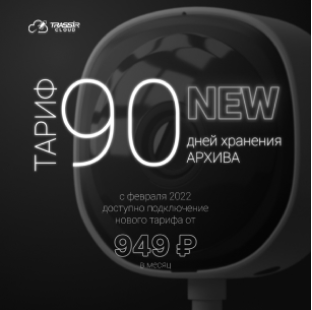 TRASSIR
CLOUD
ТАРИФ
90
NEW
дней хранения
АРХИВА
с февраля 2022
доступно подключение
нового тарифа от
949 ₽
в месяц